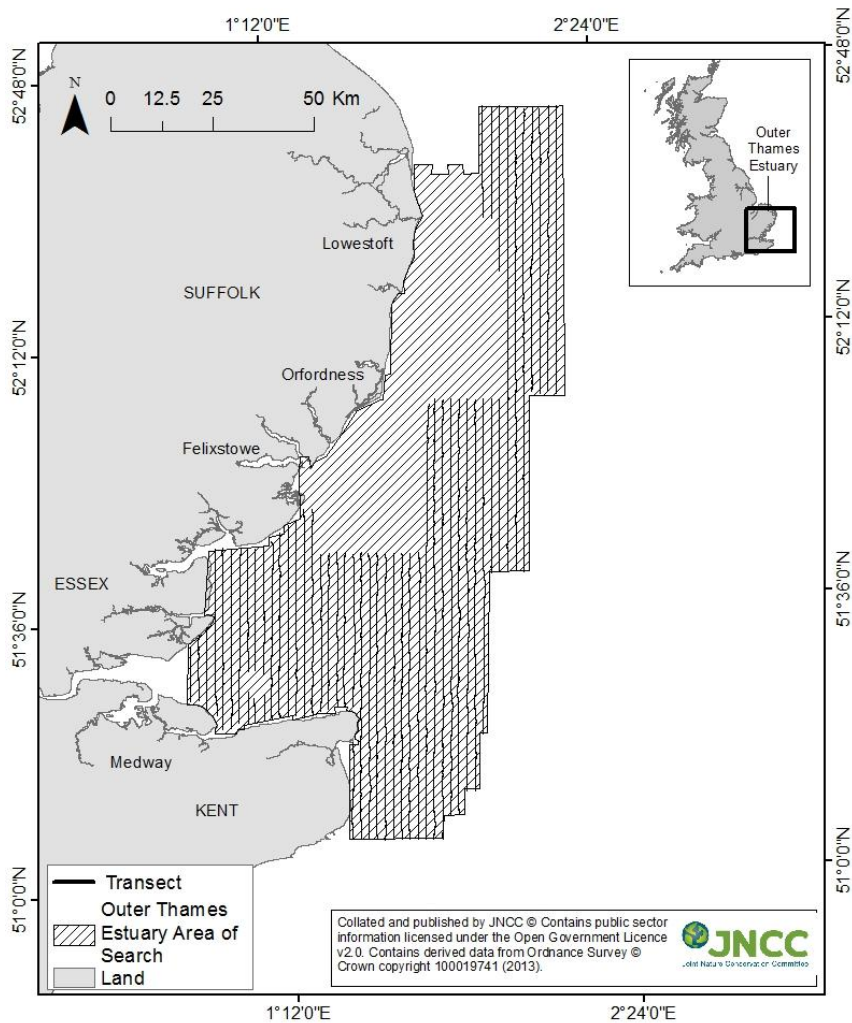 1°12'0"E
2°24'0"E
52°48'0"N
52°48'0"N
N
0 12.5 25 50 Km
Outer
Thames
Estuary
Lowestoft
SUFFOLK
52°12'0"N
52°12'0"N
Orfordness
Felixstowe
ESSEX
51°36'0"N
51°36'0"N
Medway
KENT
51°0'0"N
51°0'0"N
Transect
Outer Thames
Estuary Area of
Search
Land
Collated and published by JNCC © Contains public sector
information licensed under the Open Government Licence
v2.0. Contains derived data from Ordnance Survey ©
Crown copyright 100019741 (2013).
JNCC
Joint Nature Conservation Committee
1°12'0"E
2°24'0"E